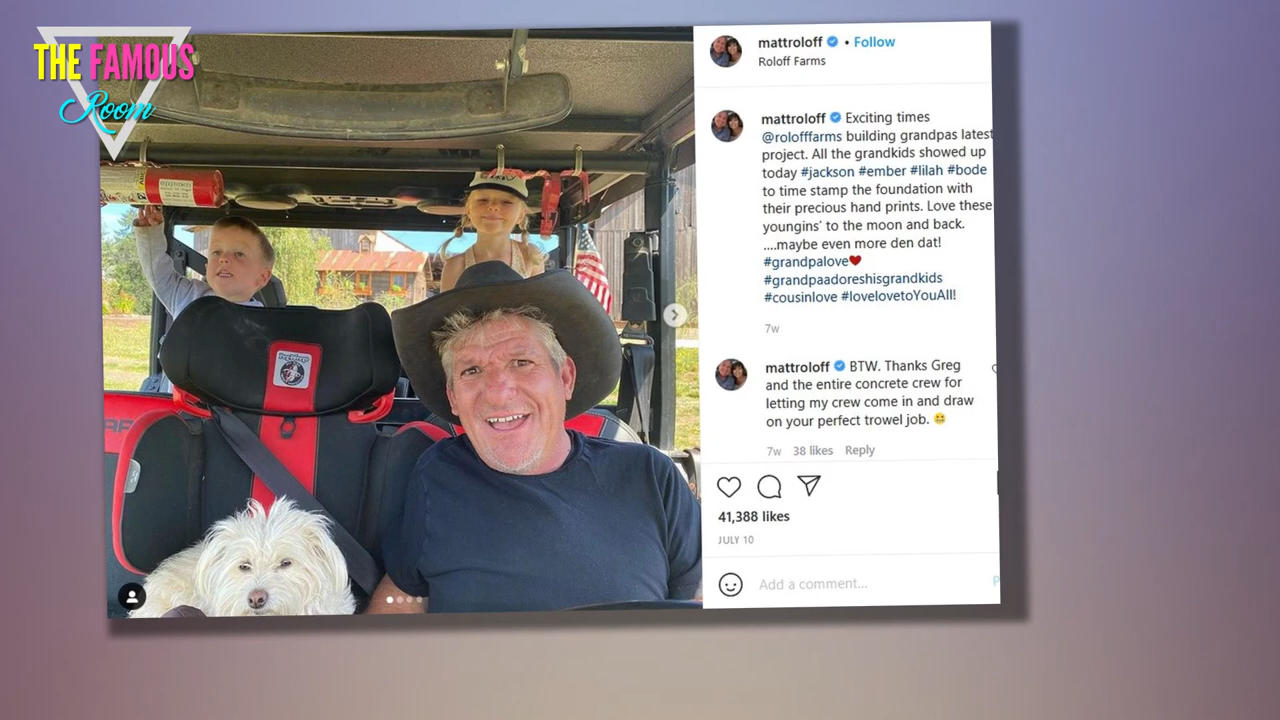 THE FAMOUS
Room
mattroloff • Follow
Roloff Farms
mattroloff Exciting times
@rolofffarms building grandpas latest
project. All the grandkids showed up
today #jackson #ember #lilah #bode
to time stamp the foundation with
their precious hand prints. Love these
youngins' to the moon and back.
....maybe even more den dat!
#grandpalove❤
#grandpaadoreshisgrandkids
#cousinlove #lovelovetoYouAll!
7w
mattroloff BTW. Thanks Greg
and the entire concrete crew for
letting my crew come in and draw
on your perfect trowel job. 😬
7w 38 likes Reply
41,388 likes
JULY 10
Add a comment...
P